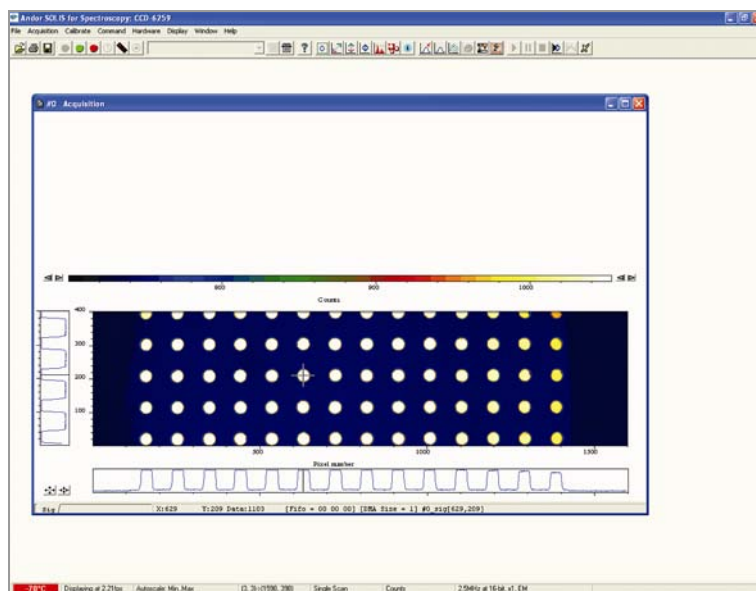 Andor SOLIS for Spectroscopy: CCD-6259
File Acquisition Calibrate Command Hardware Display Window Help
#0 Acquisition
800 900 1000
Counts
400
300
200
100
500 1000 1500
Pixel number
Sig X:629 Y:209 Data:1103 [Fifo = 00 00 00] [DMA Size = 1] #0_sig[629,209]
-70°C Displaying at 2.21fps Autoscale: Min..Max Single Scan Counts 2.5MHz at 16-bit, x1, EM